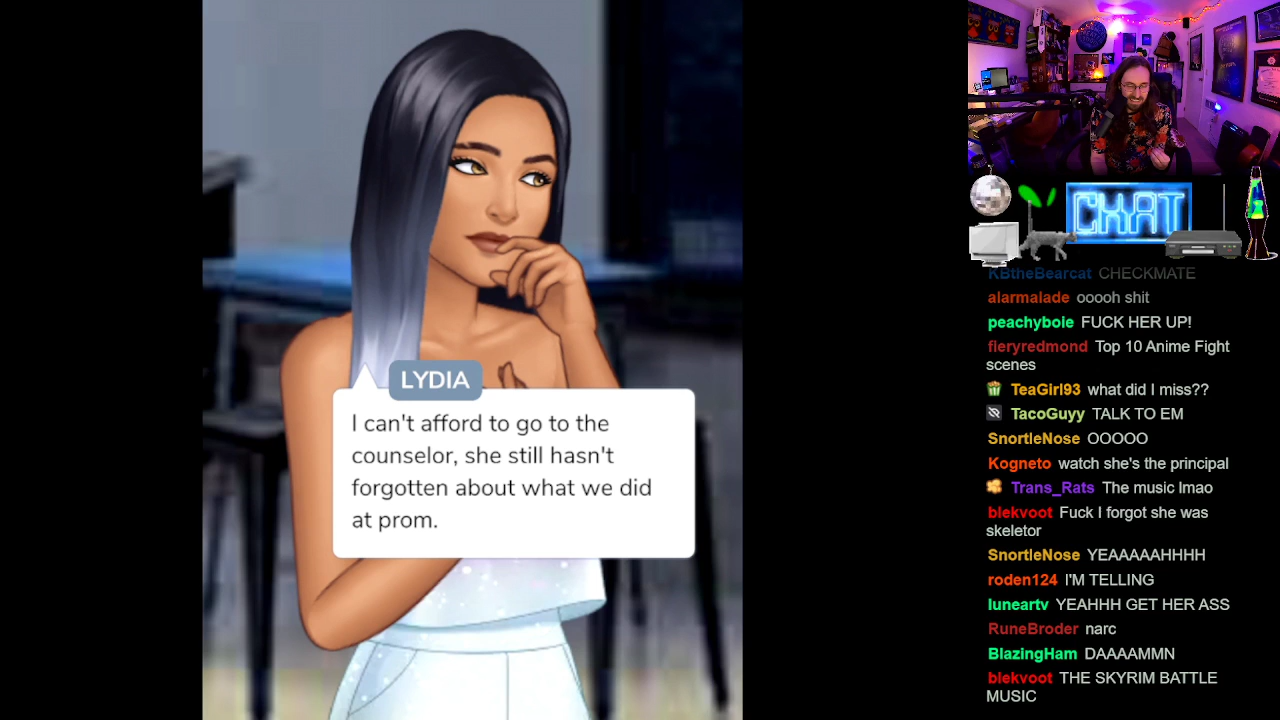 LYDIA
I can't afford to go to the
counselor, she still hasn't
forgotten about what we did
at prom.
CHAT
KBtheBearcat CHECKMATE
alarmalade ooooh shit
peachyboie FUCK HER UP!
fieryredmond Top 10 Anime Fight
scenes
TeaGirl93 what did I miss??
TacoGuyy TALK TO EM
SnortleNose OOOOO
Kogneto watch she's the principal
Trans_Rats The music lmao
blekvoot Fuck I forgot she was
skeletor
SnortleNose YEAAAAAHHHH
roden124 I'M TELLING
luneartv YEAHHH GET HER ASS
RuneBroder narc
BlazingHam DAAAAMMN
blekvoot THE SKYRIM BATTLE
MUSIC